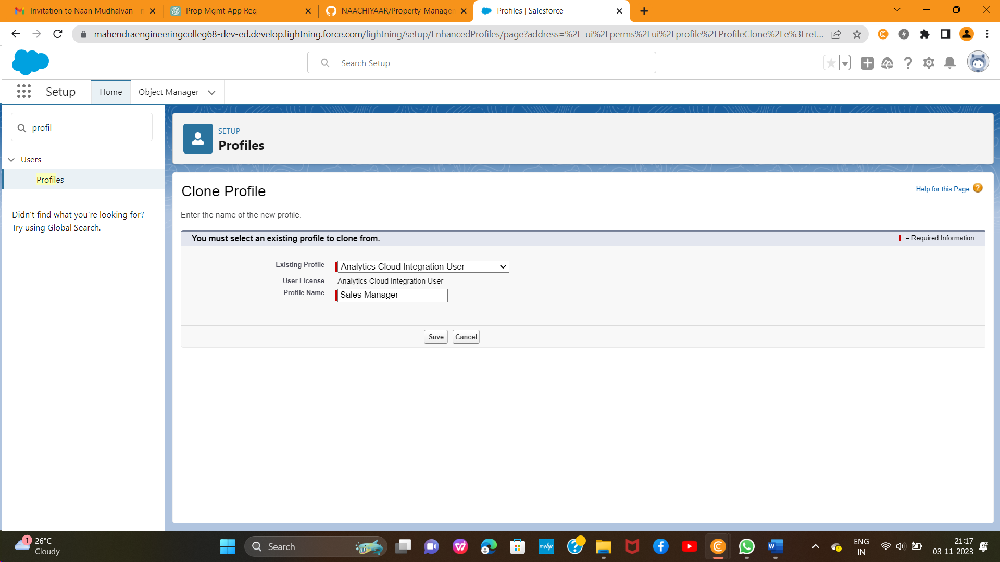 Invitation to Naan Mudhalvan - n
Prop Mgmt App Req
NAACHIYAAR/Property-Manager
Profiles | Salesforce
mahendraengineeringcolleg68-dev-ed.develop.lightning.force.com/lightning/setup/EnhancedProfiles/page?address=%2F_ui%2Fperms%2Fui%2Fprofile%2FProfileClone%2Fe%3Fret...
Search Setup
Setup
Home
Object Manager
profil
Users
Profiles
Didn't find what you're looking for?
Try using Global Search.
SETUP
Profiles
Clone Profile
Help for this Page ?
Enter the name of the new profile.
You must select an existing profile to clone from.
= Required Information
Existing Profile Analytics Cloud Integration User
User License Analytics Cloud Integration User
Profile Name Sales Manager
Save Cancel
1
26°C
Cloudy
Search
myhp
ENG
IN
21:17
03-11-2023